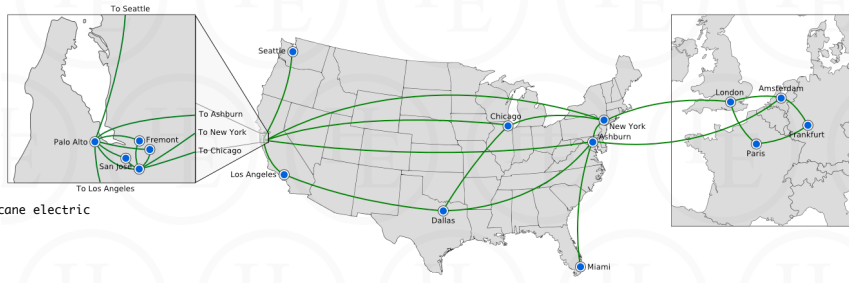 To Seattle
To Ashburn
To New York
To Chicago
Palo Alto
Fremont
San Jose
To Los Angeles
cane electric
Seattle
Chicago
New York
Ashburn
Los Angeles
Dallas
Miami
London
Amsterdam
Frankfurt
Paris